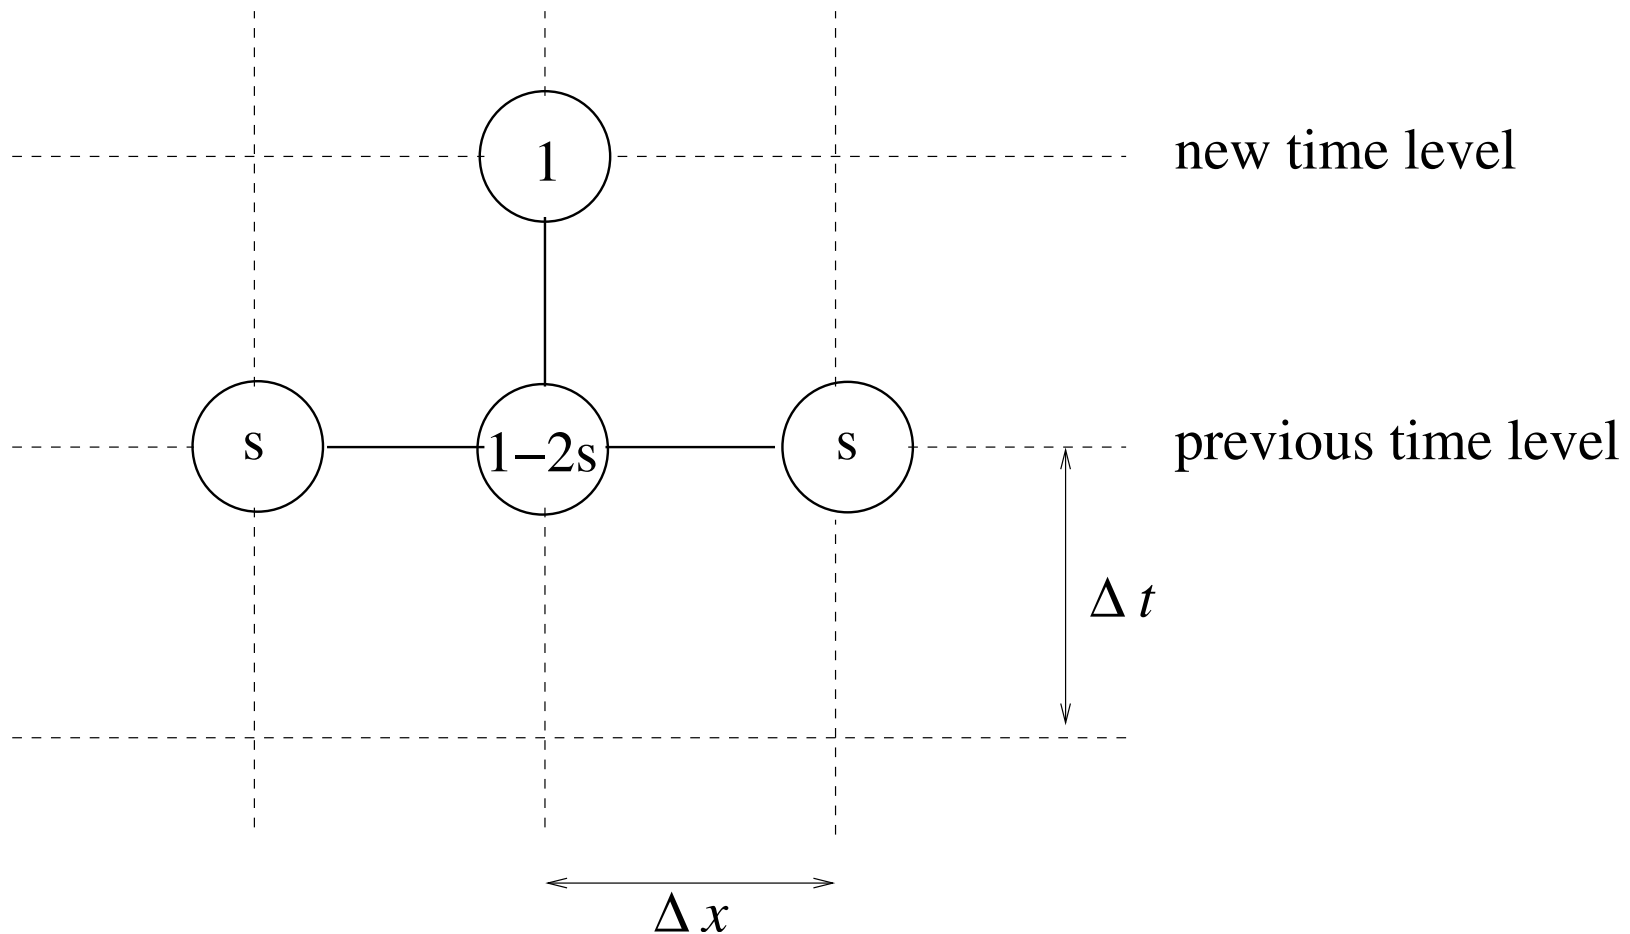 1
new time level
s
1−2s
s
previous time level
Δ t
Δ x